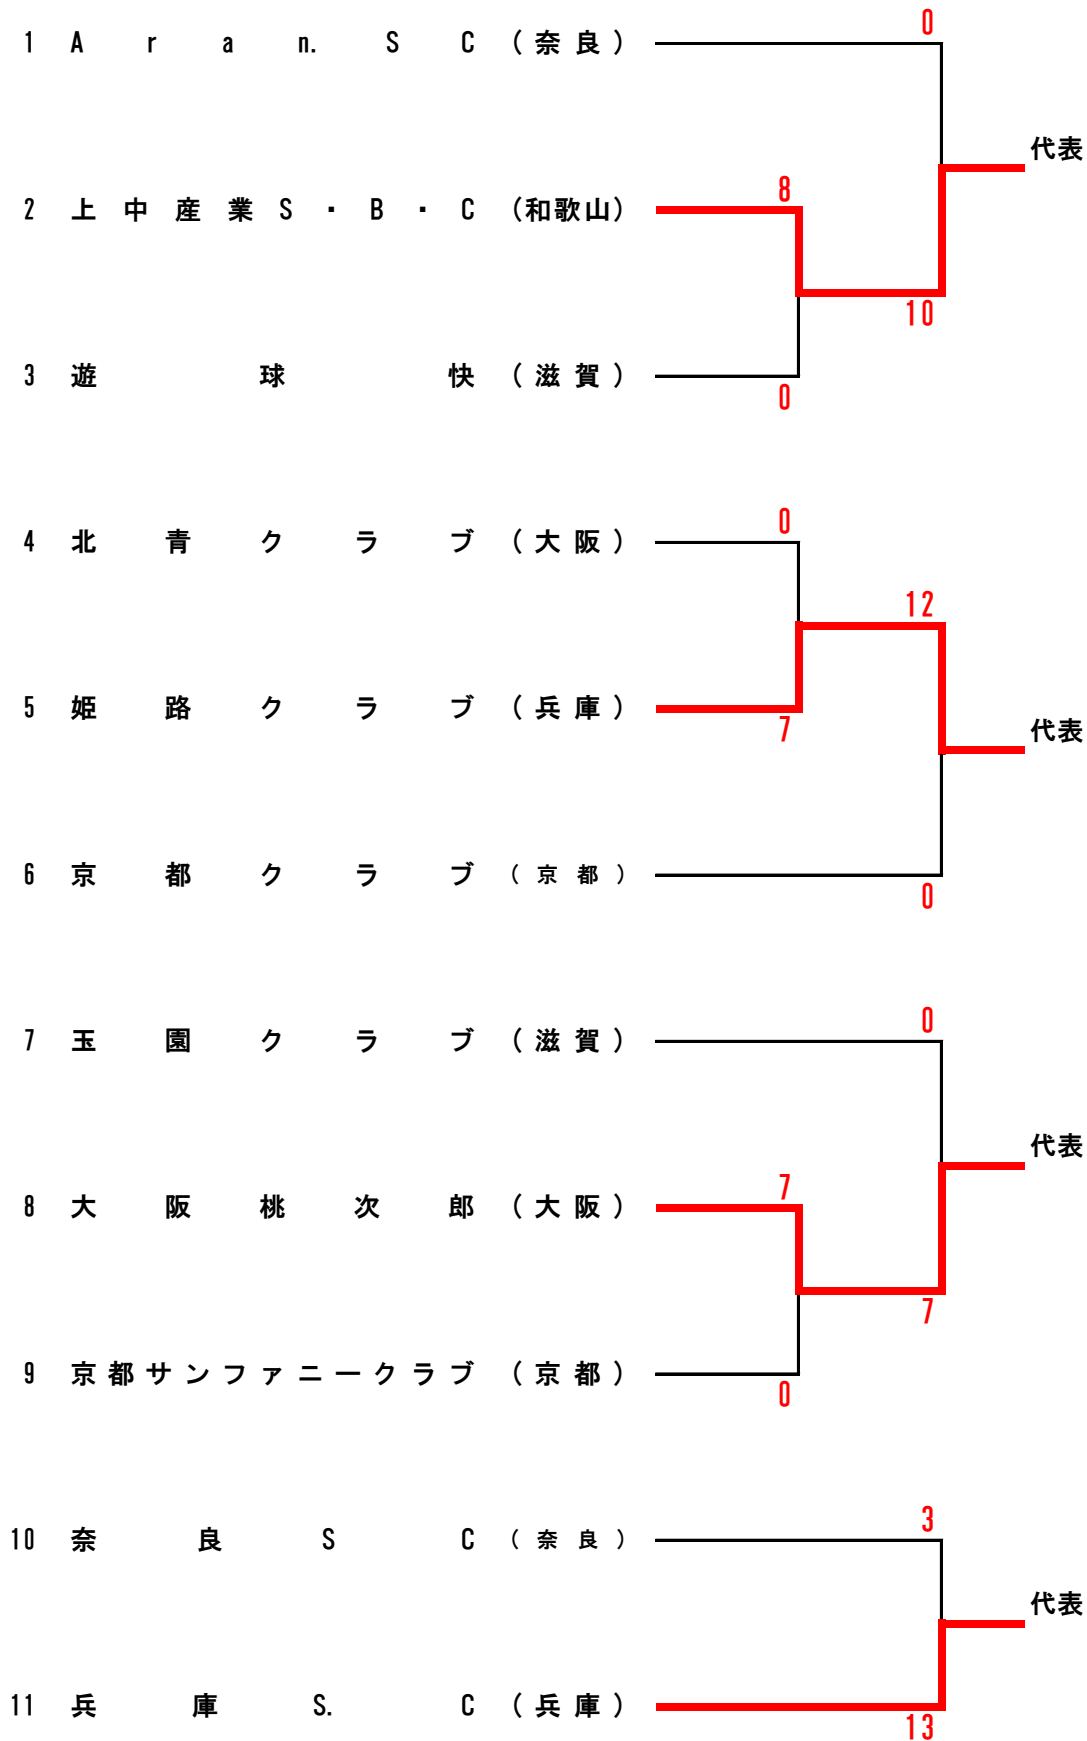 0
1 Aran.SC (奈良)
代表
8
2 上中産業S・B・C (和歌山)
10
3 遊球快 (滋賀)
0
0
4 北青クラブ (大阪)
12
5 姫路クラブ (兵庫)
7
代表
6 京都クラブ (京都)
0
0
7 玉園クラブ (滋賀)
代表
7
8 大阪桃次郎 (大阪)
7
9 京都サンファニークラブ (京都)
0
3
10 奈良SC (奈良)
代表
11 兵庫S.C (兵庫)
13